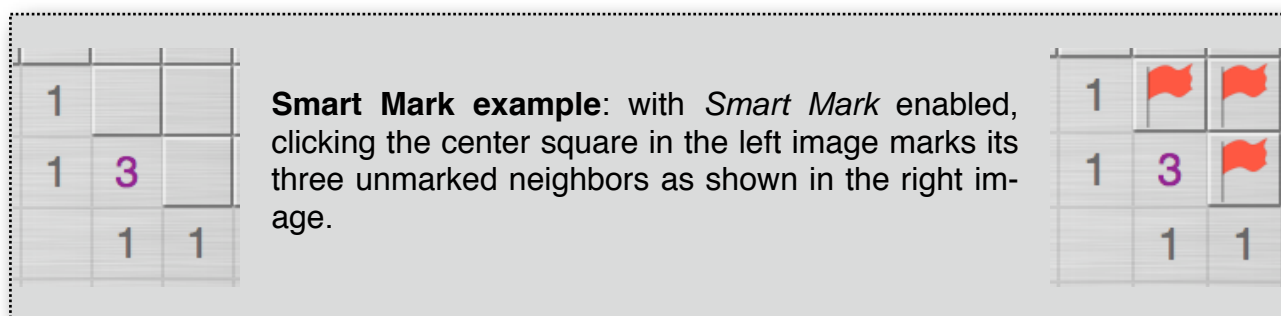 1
1 3
1 1
Smart Mark example: with Smart Mark enabled,
clicking the center square in the left image marks its
three unmarked neighbors as shown in the right im-
age.
1
1 3
1 1